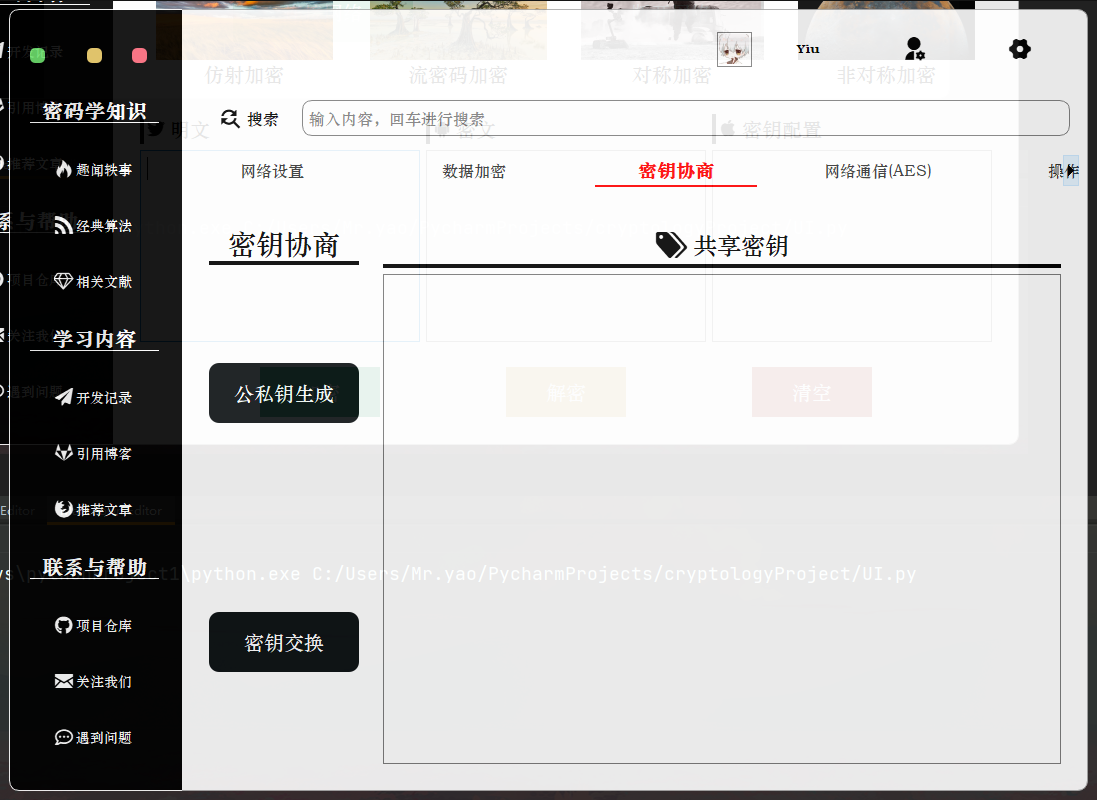 仿射加密
流密码加密
对称加密
非对称加密
Yiu
密码学知识
趣闻轶事
经典算法
相关文献
学习内容
开发记录
引用博客
推荐文章
联系与帮助
项目仓库
关注我们
遇到问题
搜索
输入内容，回车进行搜索
明文
密文
密钥配置
网络设置
数据加密
密钥协商
网络通信(AES)
操作
密钥协商
共享密钥
公私钥生成
解密
清空
密钥交换
\python.exe C:/Users/Mr.yao/PycharmProjects/cryptologyProject/UI.py